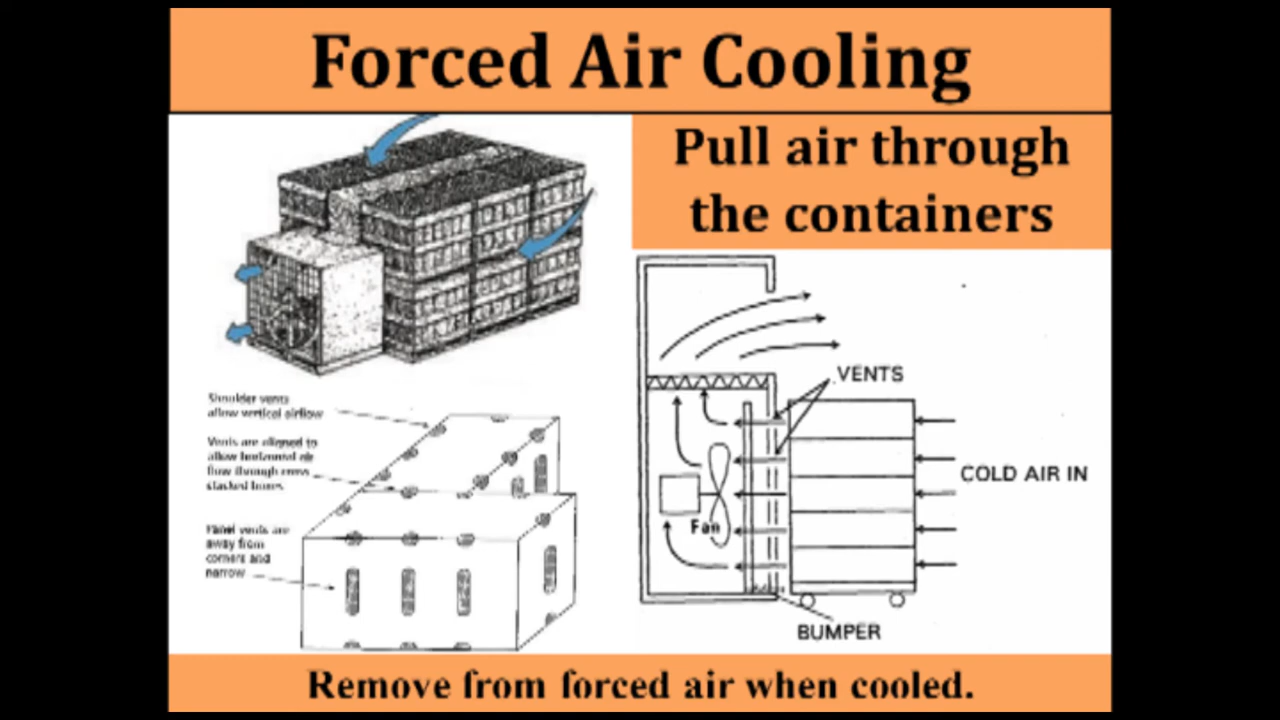 Forced Air Cooling
Pull air through
the containers
Shoulder vents
allow vertical airflow
Vents are aligned to
allow horizontal air
flow through cross
stacked boxes
Panel vents are
away from
corners and
narrow
VENTS
COLD AIR IN
Fan
BUMPER
Remove from forced air when cooled.